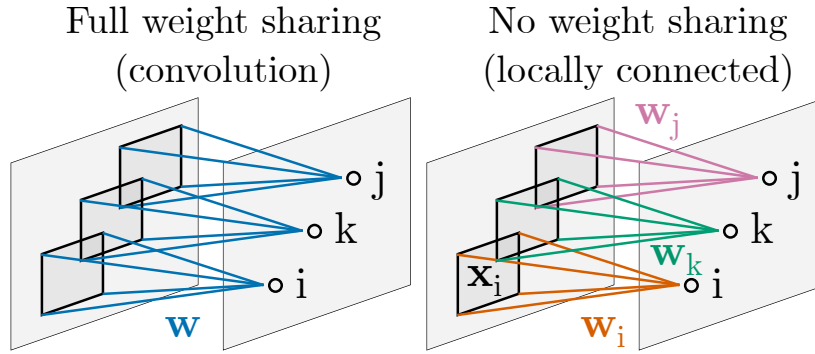 Full weight sharing
(convolution)
j
k
i
w
No weight sharing
(locally connected)
w_j
j
k
w_k
x_i
i
w_i